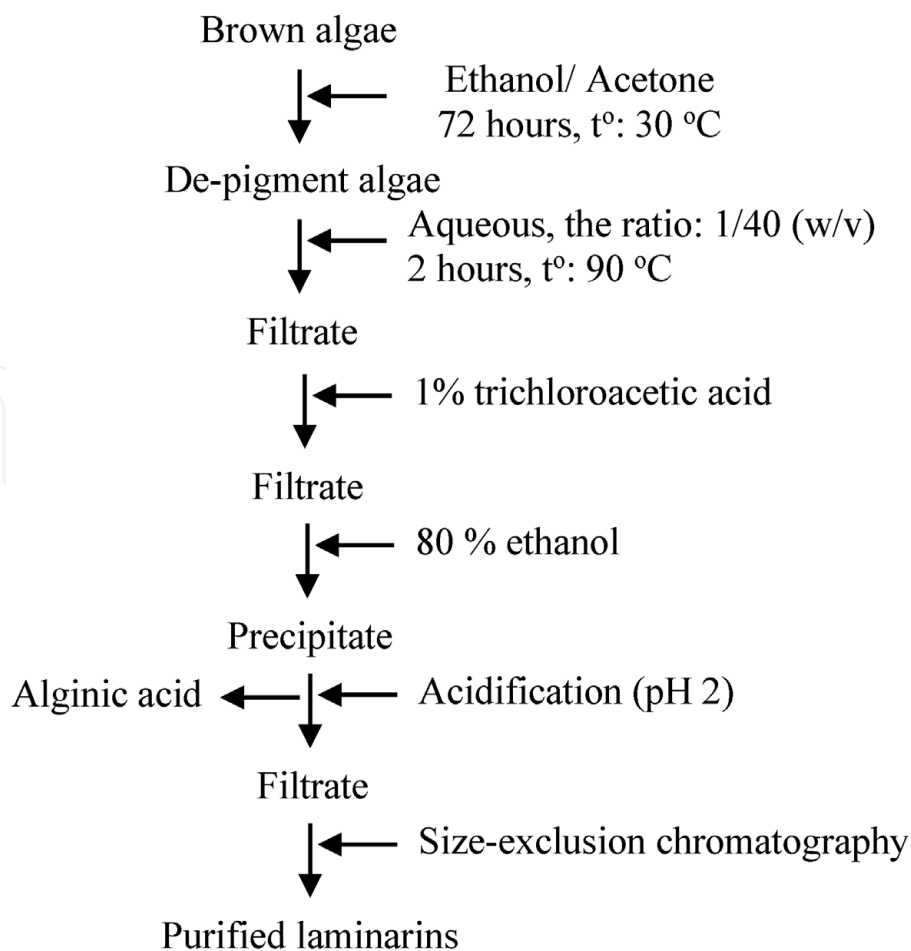 Brown algae
Ethanol/ Acetone
72 hours, tº: 30 ºC
De-pigment algae
Aqueous, the ratio: 1/40 (w/v)
2 hours, tº: 90 ºC
Filtrate
1% trichloroacetic acid
Filtrate
80 % ethanol
Precipitate
Alginic acid
Acidification (pH 2)
Filtrate
Size-exclusion chromatography
Purified laminarins